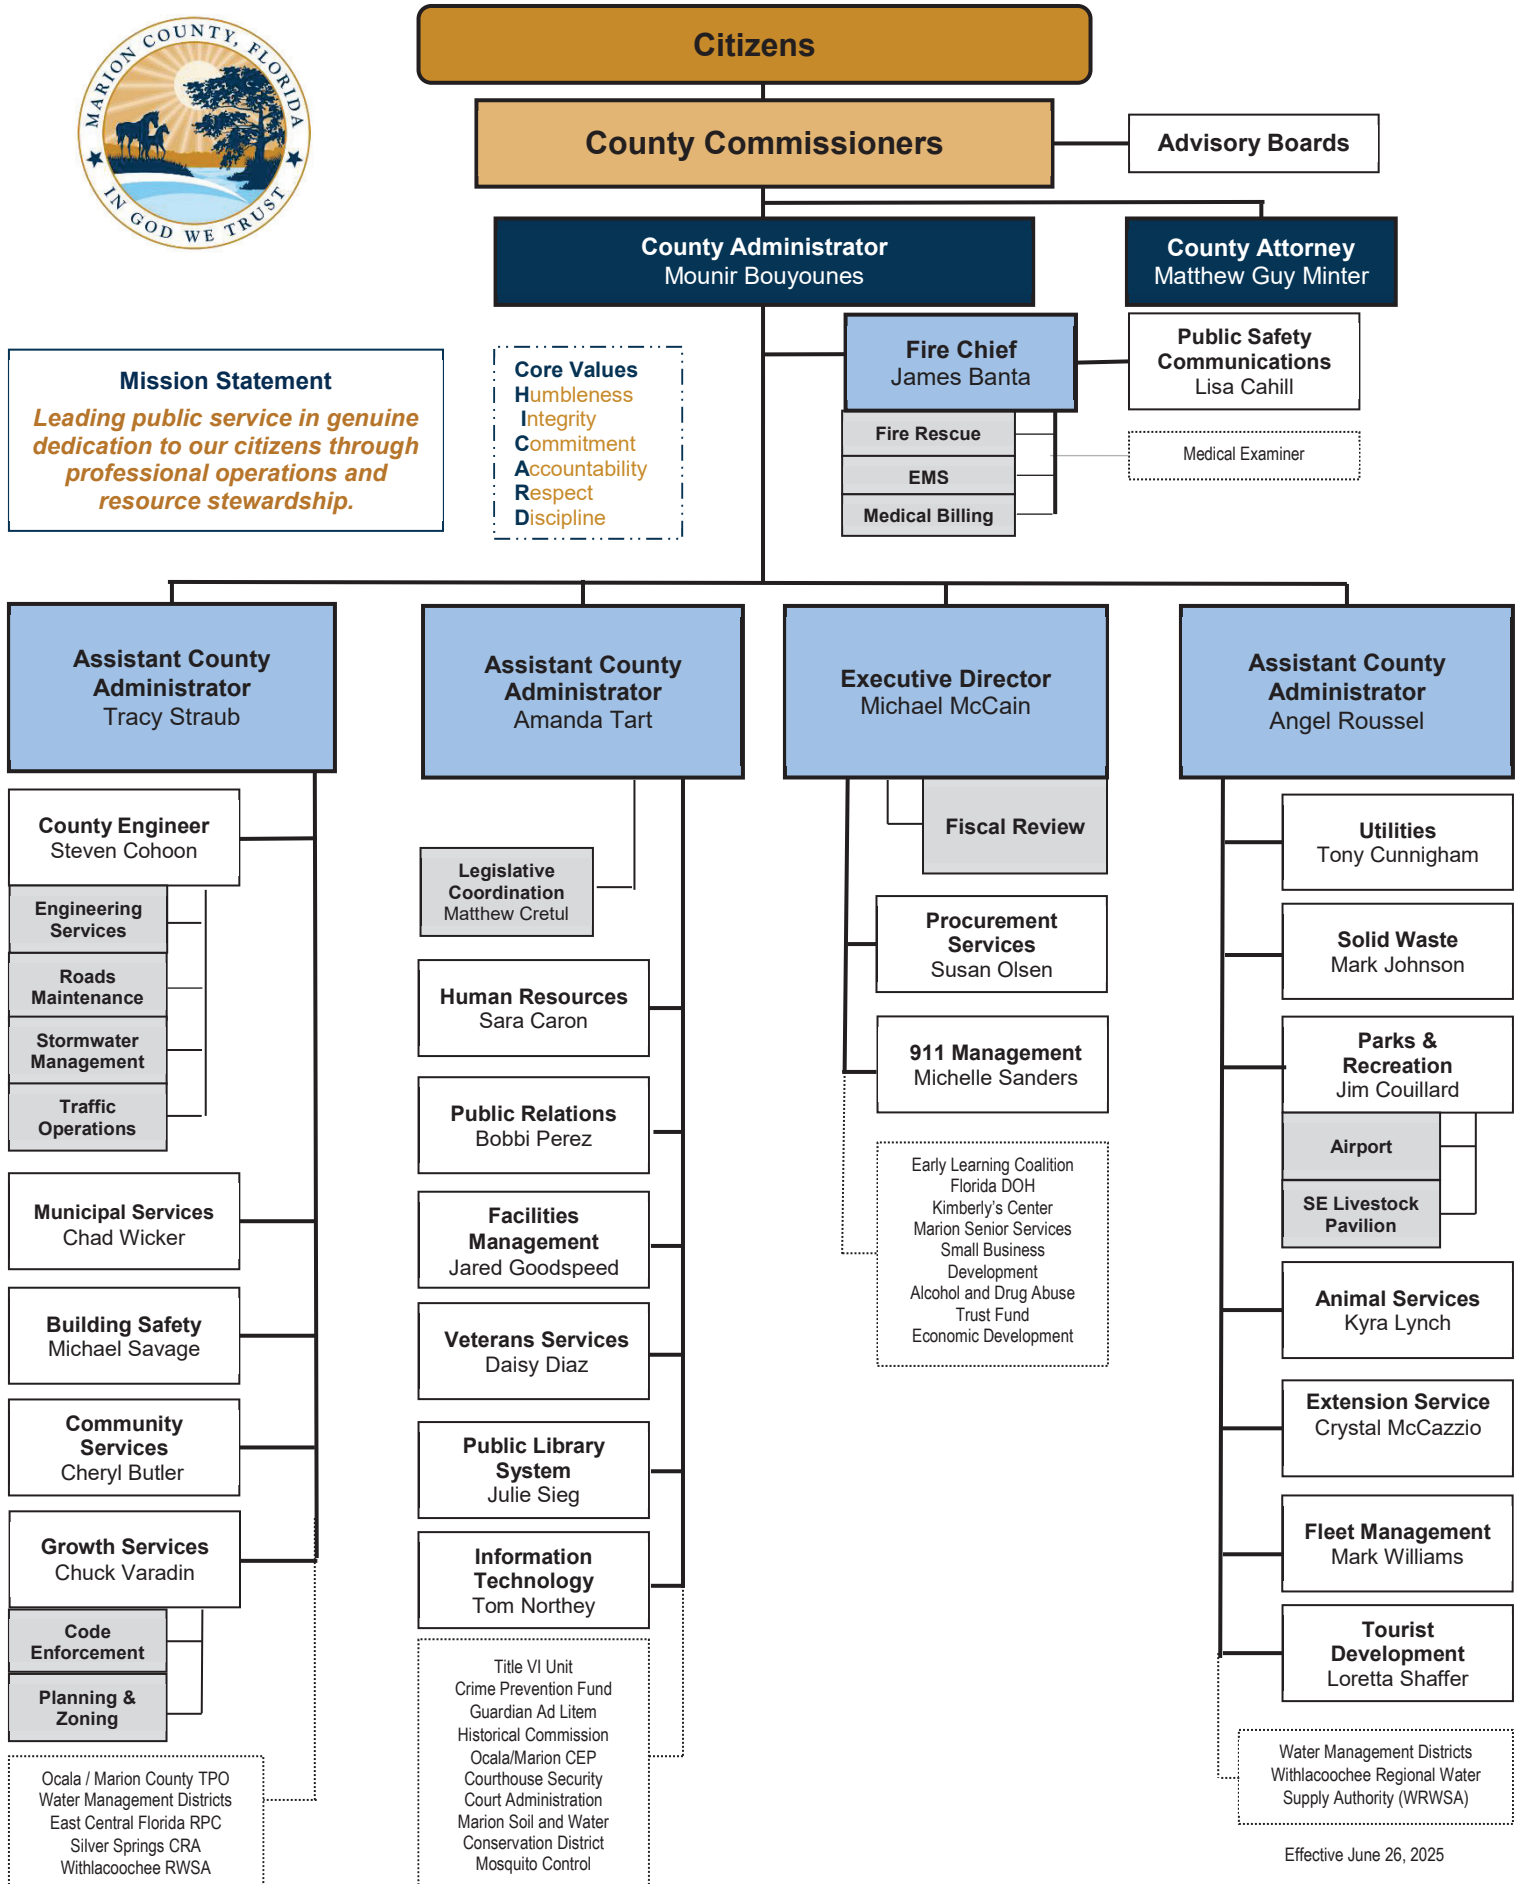 MARION COUNTY, FLORIDA
IN GOD WE TRUST
Citizens
County Commissioners
Advisory Boards
County Administrator
Mounir Bouyounes
County Attorney
Matthew Guy Minter
Fire Chief
James Banta
Fire Rescue
EMS
Medical Billing
Public Safety
Communications
Lisa Cahill
Medical Examiner
Mission Statement
Leading public service in genuine
dedication to our citizens through
professional operations and
resource stewardship.
Core Values
Humbleness
Integrity
Commitment
Accountability
Respect
Discipline
Assistant County
Administrator
Tracy Straub
County Engineer
Steven Cohoon
Engineering
Services
Roads
Maintenance
Stormwater
Management
Traffic
Operations
Municipal Services
Chad Wicker
Building Safety
Michael Savage
Community
Services
Cheryl Butler
Growth Services
Chuck Varadin
Code
Enforcement
Planning &
Zoning
Ocala / Marion County TPO
Water Management Districts
East Central Florida RPC
Silver Springs CRA
Withlacoochee RWSA
Assistant County
Administrator
Amanda Tart
Legislative
Coordination
Matthew Cretul
Human Resources
Sara Caron
Public Relations
Bobbi Perez
Facilities
Management
Jared Goodspeed
Veterans Services
Daisy Diaz
Public Library
System
Julie Sieg
Information
Technology
Tom Northey
Title VI Unit
Crime Prevention Fund
Guardian Ad Litem
Historical Commission
Ocala/Marion CEP
Courthouse Security
Court Administration
Marion Soil and Water
Conservation District
Mosquito Control
Executive Director
Michael McCain
Fiscal Review
Procurement
Services
Susan Olsen
911 Management
Michelle Sanders
Early Learning Coalition
Florida DOH
Kimberly's Center
Marion Senior Services
Small Business
Development
Alcohol and Drug Abuse
Trust Fund
Economic Development
Assistant County
Administrator
Angel Roussel
Utilities
Tony Cunnigham
Solid Waste
Mark Johnson
Parks &
Recreation
Jim Couillard
Airport
SE Livestock
Pavilion
Animal Services
Kyra Lynch
Extension Service
Crystal McCazzio
Fleet Management
Mark Williams
Tourist
Development
Loretta Shaffer
Water Management Districts
Withlacoochee Regional Water
Supply Authority (WRWSA)
Effective June 26, 2025